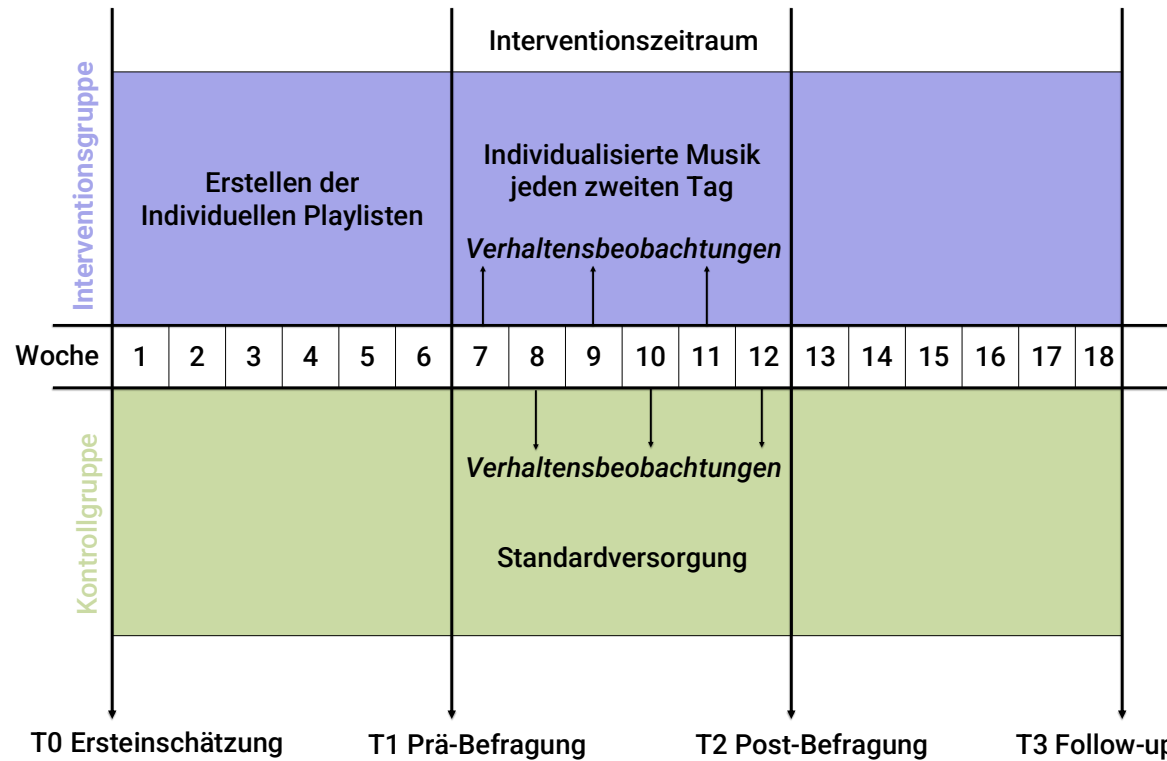 Interventionszeitraum
Interventionsgruppe
Erstellen der
Individuellen Playlisten
Individualisierte Musik
jeden zweiten Tag
Verhaltensbeobachtungen
Woche 1 2 3 4 5 6 7 8 9 10 11 12 13 14 15 16 17 18
Kontrollgruppe
Verhaltensbeobachtungen
Standardversorgung
T0 Ersteinschätzung T1 Prä-Befragung T2 Post-Befragung T3 Follow-up